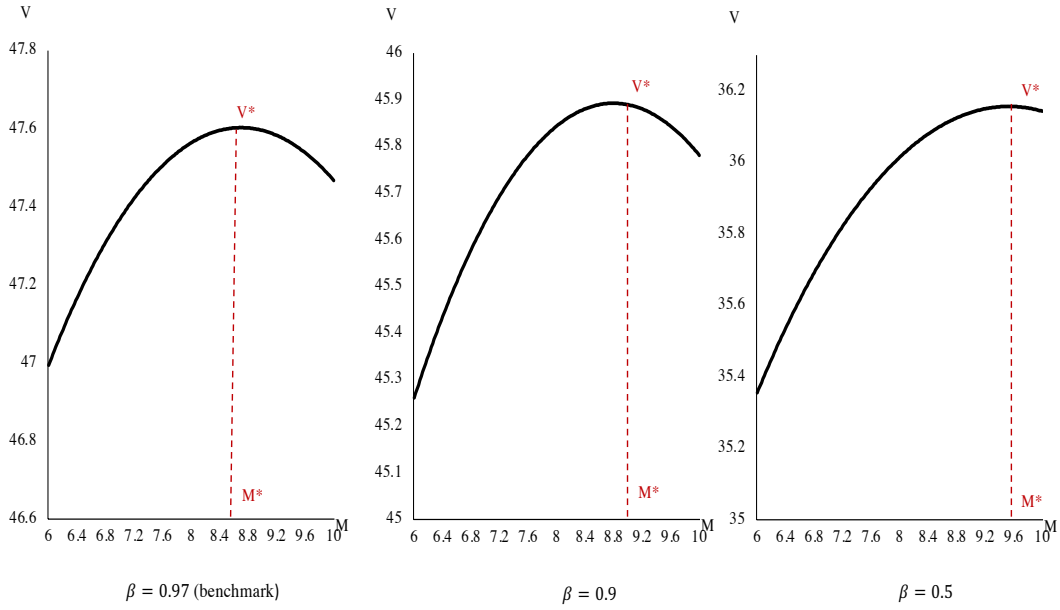 V
47.8
47.6
47.4
47.2
47
46.8
46.6
V*
M*
M
6 6.4 6.8 7.2 7.6 8 8.4 8.8 9.2 9.6 10
β = 0.97 (benchmark)
V
46
45.9
45.8
45.7
45.6
45.5
45.4
45.3
45.2
45.1
45
V*
M*
M
6 6.4 6.8 7.2 7.6 8 8.4 8.8 9.2 9.6 10
β = 0.9
V
36.2
36
35.8
35.6
35.4
35.2
35
V*
M*
M
6 6.4 6.8 7.2 7.6 8 8.4 8.8 9.2 9.6 10
β = 0.5